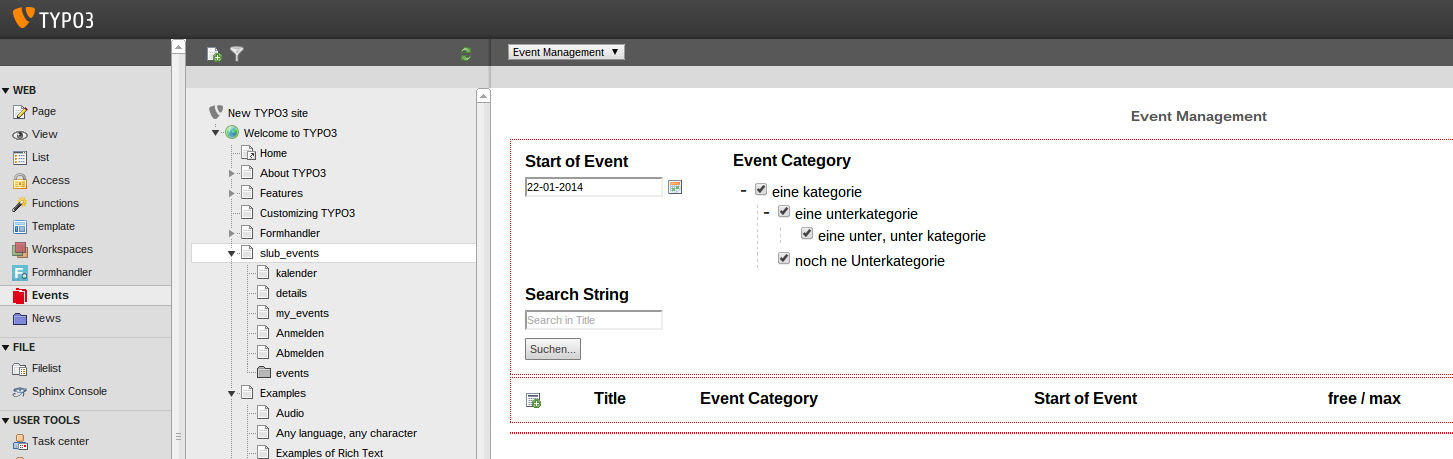 TYPO3
Event Management
WEB
Page
View
List
Access
Functions
Template
Workspaces
Formhandler
Events
News
FILE
Filelist
Sphinx Console
USER TOOLS
Task center
New TYPO3 site
Welcome to TYPO3
Home
About TYPO3
Features
Customizing TYPO3
Formhandler
slub_events
kalender
details
my_events
Anmelden
Abmelden
events
Examples
Audio
Any language, any character
Examples of Rich Text
Event Management
Start of Event
22-01-2014
Event Category
eine kategorie
eine unterkategorie
eine unter, unter kategorie
noch ne Unterkategorie
Search String
Search in Title
Suchen...
Title Event Category Start of Event free / max